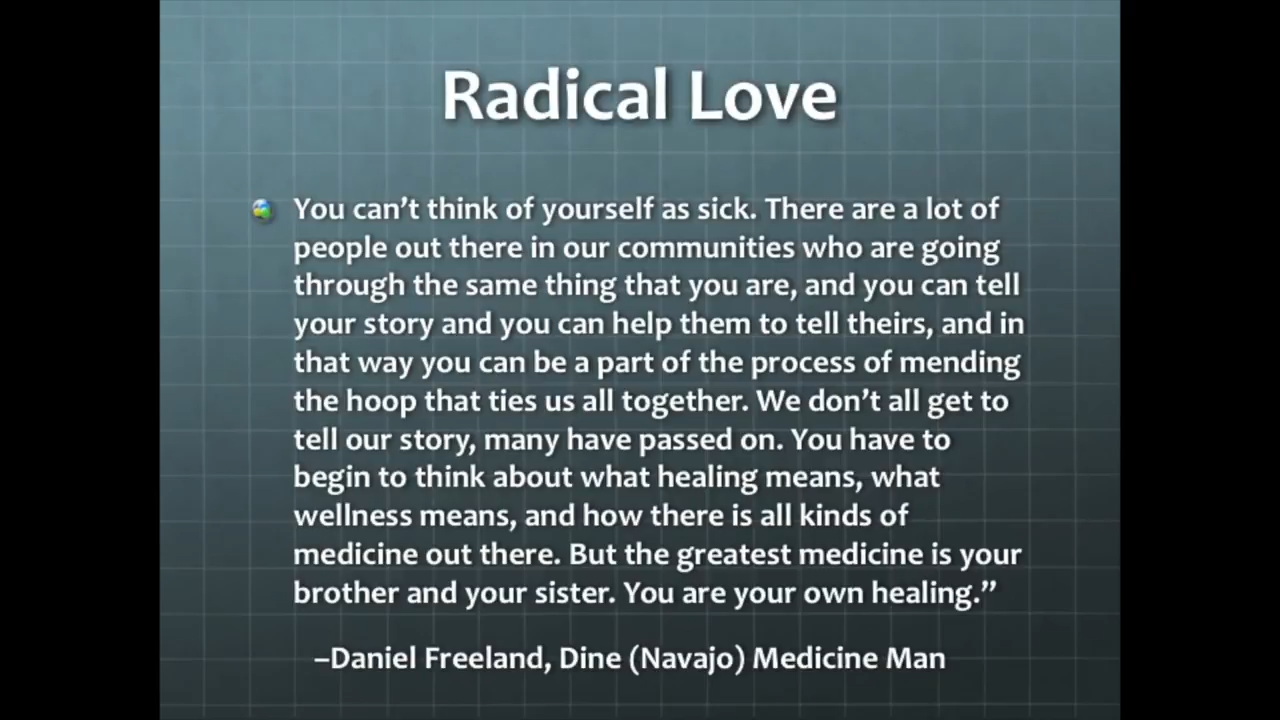 Radical Love
You can’t think of yourself as sick. There are a lot of
people out there in our communities who are going
through the same thing that you are, and you can tell
your story and you can help them to tell theirs, and in
that way you can be a part of the process of mending
the hoop that ties us all together. We don’t all get to
tell our story, many have passed on. You have to
begin to think about what healing means, what
wellness means, and how there is all kinds of
medicine out there. But the greatest medicine is your
brother and your sister. You are your own healing.”
–Daniel Freeland, Dine (Navajo) Medicine Man